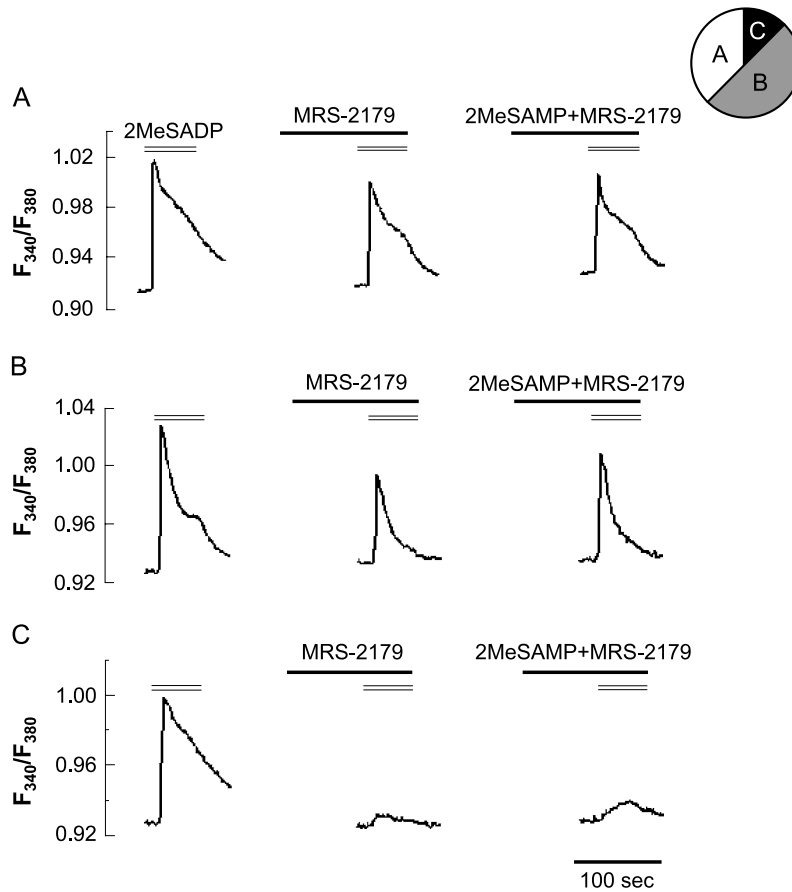 A
C
B
A
2MeSADP
MRS-2179
2MeSAMP+MRS-2179
1.02
0.98
0.94
0.90
F340/F380
B
MRS-2179
2MeSAMP+MRS-2179
1.04
1.00
0.96
0.92
F340/F380
C
MRS-2179
2MeSAMP+MRS-2179
1.00
0.96
0.92
F340/F380
100 sec